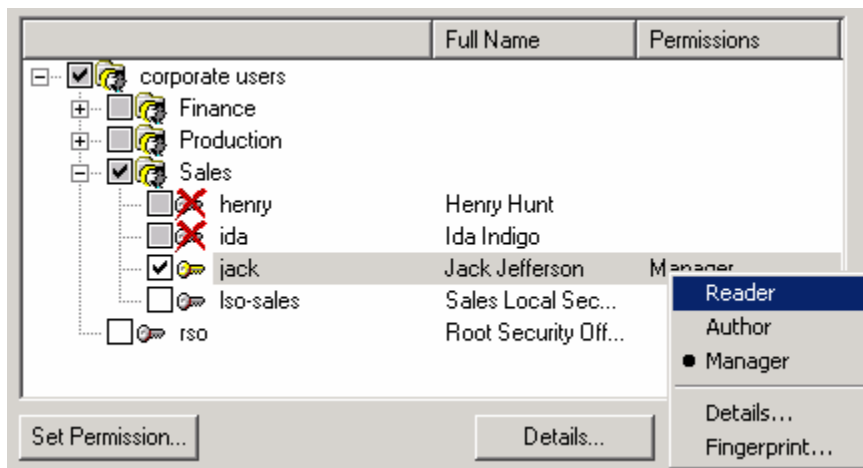 Full Name Permissions
corporate users
Finance
Production
Sales
henry Henry Hunt
ida Ida Indigo
jack Jack Jefferson Manager
lso-sales Sales Local Sec...
rso Root Security Off...
Reader
Author
Manager
Details...
Fingerprint...
Set Permission... Details...